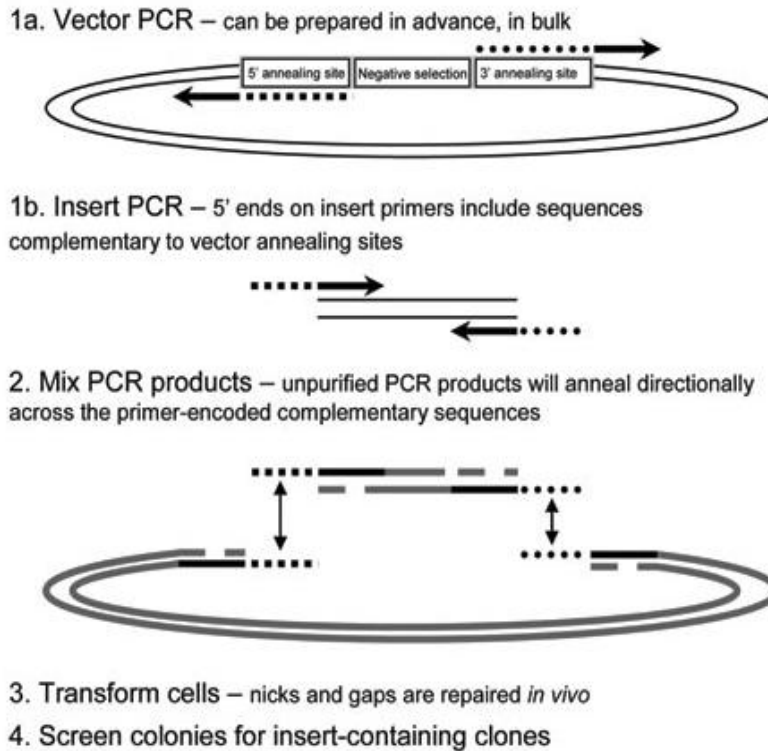 1a. Vector PCR – can be prepared in advance, in bulk
5' annealing site
Negative selection
3' annealing site
1b. Insert PCR – 5' ends on insert primers include sequences
complementary to vector annealing sites
2. Mix PCR products – unpurified PCR products will anneal directionally
across the primer-encoded complementary sequences
3. Transform cells – nicks and gaps are repaired in vivo
4. Screen colonies for insert-containing clones